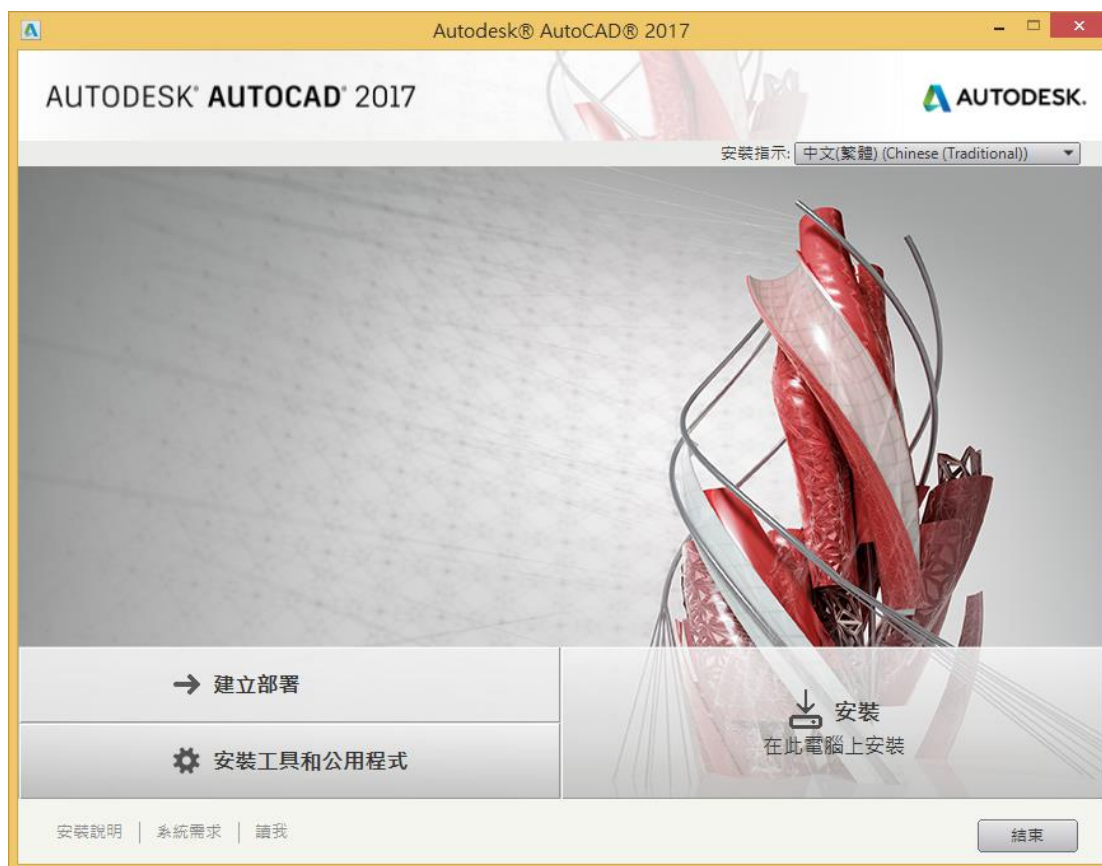 Autodesk® AutoCAD® 2017
AUTODESK® AUTOCAD® 2017
AUTODESK.
安裝指示: 中文(繁體) (Chinese (Traditional))
建立部署
安裝工具和公用程式
安裝
在此電腦上安裝
安裝說明 | 系統需求 | 讀我
結束